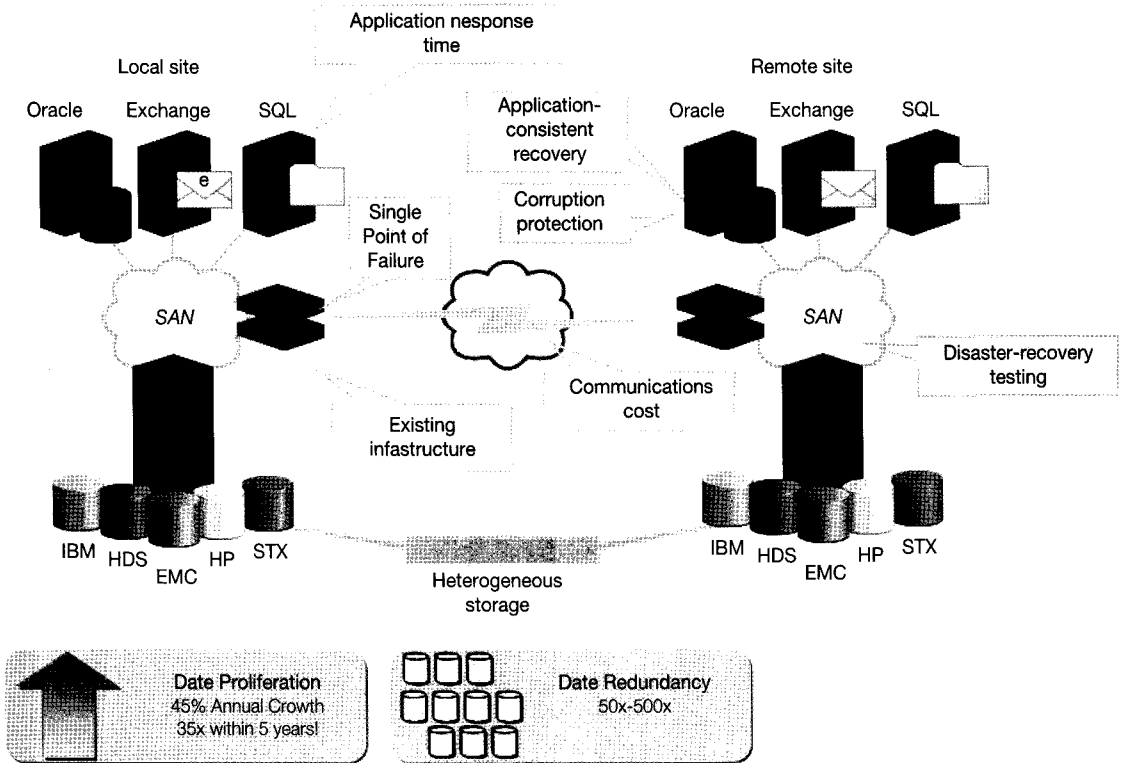 Application nesponse
time
Local site
Remote site
Oracle
Exchange
SQL
Application-
consistent
recovery
Oracle
Exchange
SQL
e
Single
Point of
Failure
Corruption
protection
SAN
SAN
Disaster-recovery
testing
Communications
cost
Existing
infastructure
IBM
HDS
EMC
HP
STX
IBM
HDS
EMC
HP
STX
Heterogeneous
storage
Date Proliferation
45% Annual Growth
35x within 5 years!
Date Redundancy
50x-500x